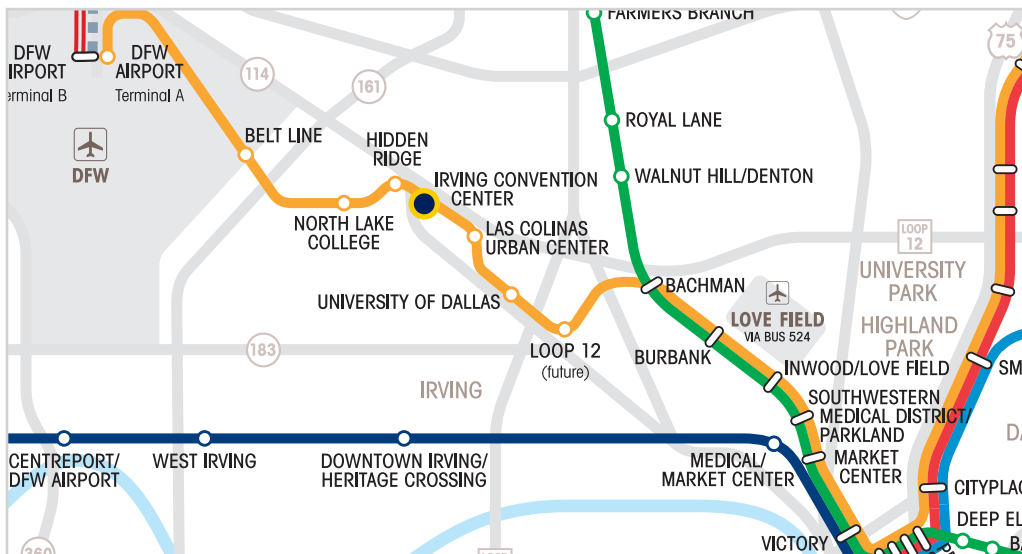 FARMERS BRANCH
75
DFW
AIRPORT
Terminal A
DFW
IRPORT
erminal B
114
161
DFW
BELT LINE
HIDDEN
RIDGE
ROYAL LANE
IRVING CONVENTION
CENTER
WALNUT HILL/DENTON
NORTH LAKE
COLLEGE
LAS COLINAS
URBAN CENTER
LOOP
12
UNIVERSITY
PARK
UNIVERSITY OF DALLAS
BACHMAN
LOVE FIELD
VIA BUS 524
HIGHLAND
PARK
183
LOOP 12
(future)
BURBANK
INWOOD/LOVE FIELD
SM
IRVING
SOUTHWESTERN
MEDICAL DISTRICT/
PARKLAND
DA
CENTREPORT/
DFW AIRPORT
WEST IRVING
DOWNTOWN IRVING/
HERITAGE CROSSING
MEDICAL/
MARKET CENTER
MARKET
CENTER
CITYPLAC
DEEP EL
VICTORY
BA
360
LOOP